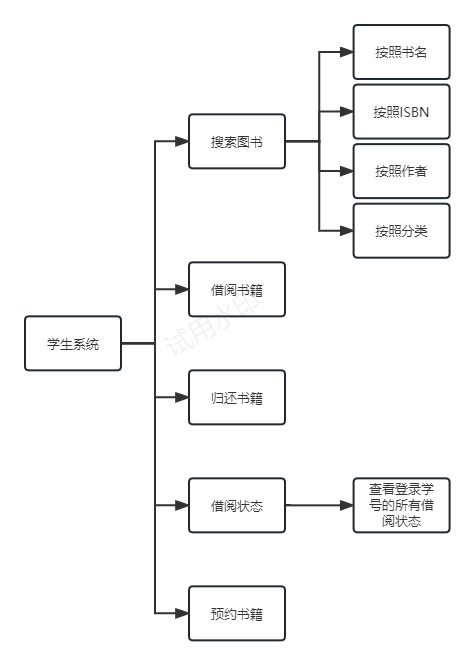 按照书名
按照ISBN
搜索图书
按照作者
按照分类
借阅书籍
试用水印
学生系统
归还书籍
借阅状态
查看登录学
号的所有借
阅状态
预约书籍